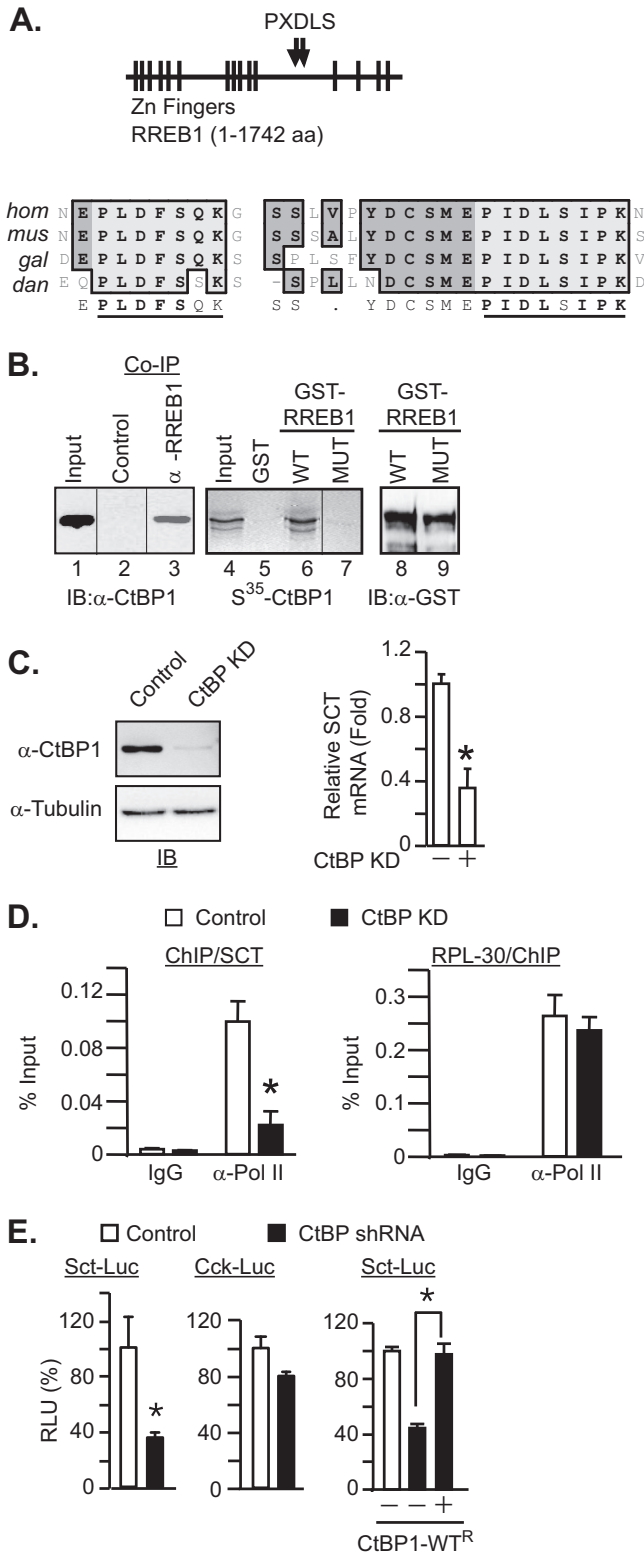 A.
PXDLS
Zn Fingers
RREB1 (1-1742 aa)
hom N E P L D F S Q K G S S L V P Y D C S M E P I D L S I P K N
mus N E P L D F S Q K G S S S A L Y D C S M E P I D L S I P K S
gal D E P L D F S Q K S S P L S F Y D C S M E P I D L S I P K V
dan E Q P L D F S S K S - S P L N D C S M E P I D L S I P K D
E P L D F S Q K S S . Y D C S M E P I D L S I P K
B.
Co-IP
Input
Control
α-RREB1
1 2 3
IB:α-CtBP1
GST-
RREB1
Input
GST
WT
MUT
4 5 6 7
S35-CtBP1
GST-
RREB1
WT
MUT
8 9
IB:α-GST
C.
Control
CtBP KD
α-CtBP1
α-Tubulin
IB
Relative SCT
mRNA (Fold)
1.2
0.8
0.4
0
*
CtBP KD − +
D.
Control CtBP KD
ChIP/SCT
% Input
0.12
0.08
0.04
0
*
IgG α-Pol II
RPL-30/ChIP
% Input
0.3
0.2
0.1
0
IgG α-Pol II
E.
Control CtBP shRNA
Sct-Luc
RLU (%)
120
80
40
0
*
Cck-Luc
120
80
40
0
Sct-Luc
120
80
40
0
*
− − +
CtBP1-WTR